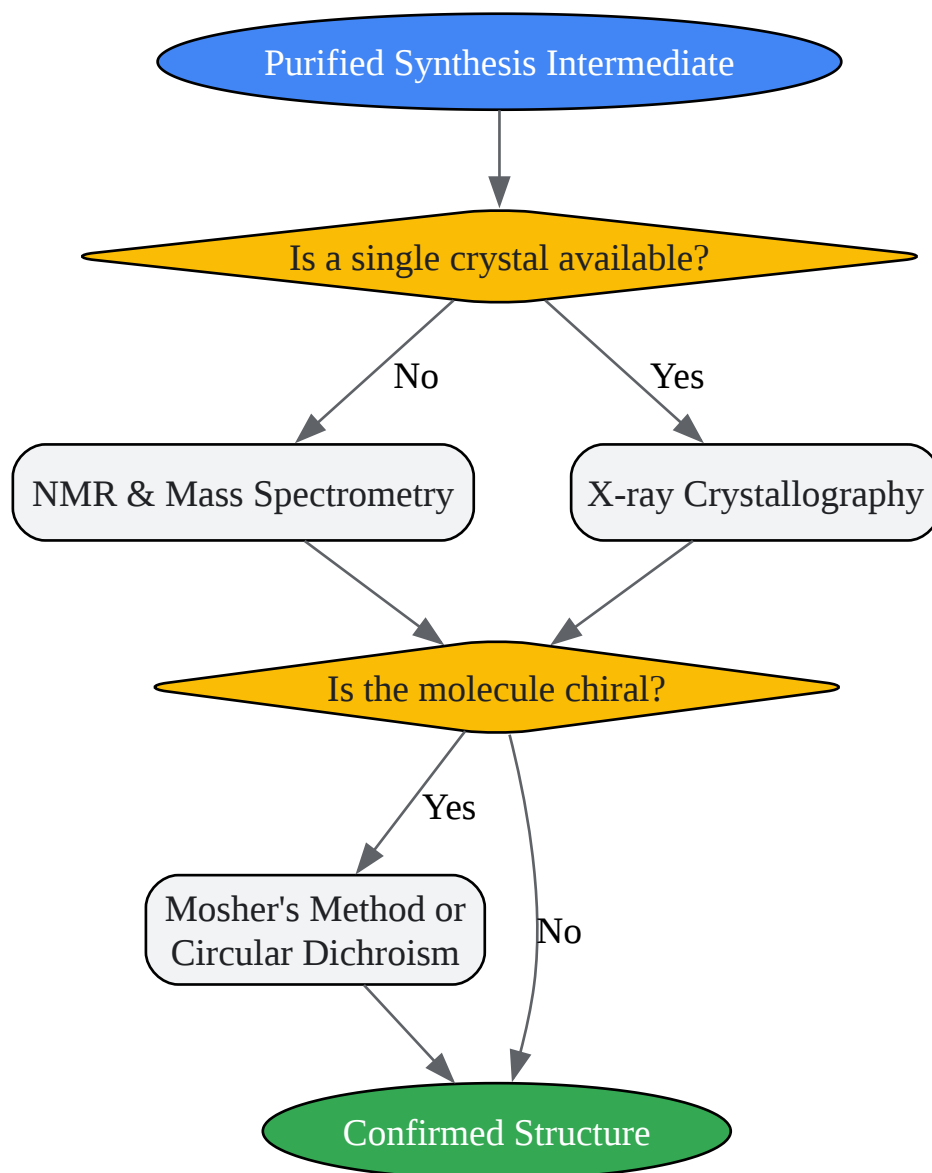 Purified Synthesis Intermediate
Is a single crystal available?
No
Yes
NMR & Mass Spectrometry
X-ray Crystallography
Is the molecule chiral?
Yes
Mosher's Method or
Circular Dichroism
No
Confirmed Structure